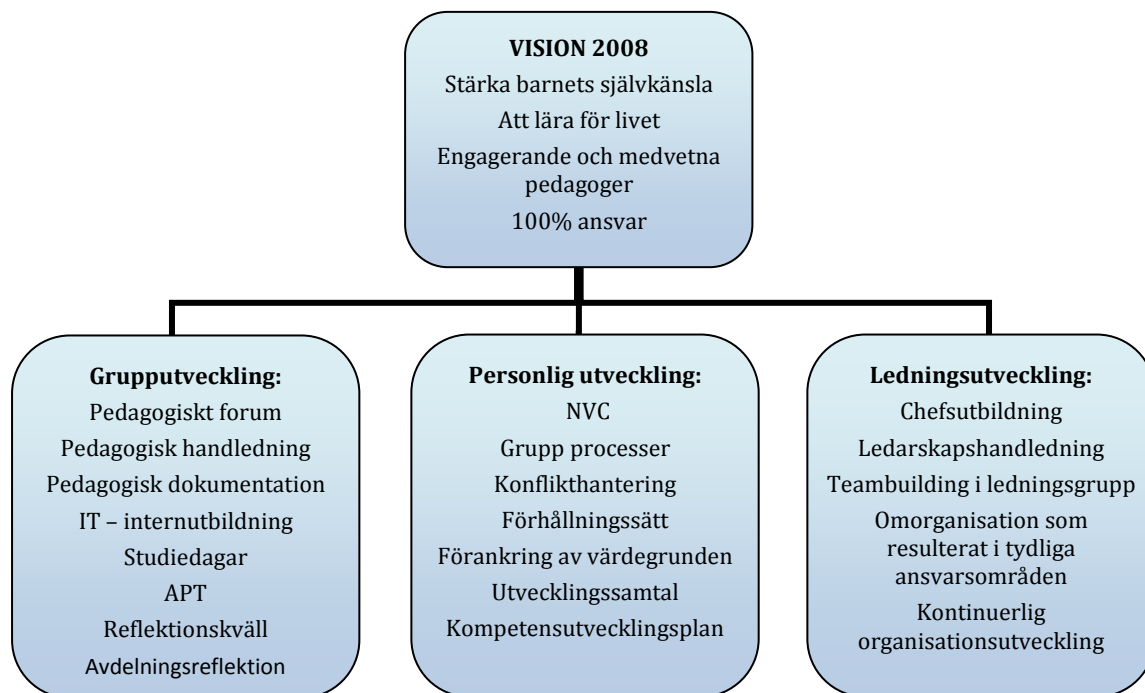 VISION 2008
Stärka barnets självkänsla
Att lära för livet
Engagerande och medvetna
pedagoger
100% ansvar
Grupputveckling:
Pedagogiskt forum
Pedagogisk handledning
Pedagogisk dokumentation
IT – internutbildning
Studiedagar
APT
Reflektionskväll
Avdelningsreflektion
Personlig utveckling:
NVC
Grupp processer
Konflikthantering
Förhållningssätt
Förankring av värdegrunden
Utvecklingssamtal
Kompetensutvecklingsplan
Ledningsutveckling:
Chefsutbildning
Ledarskapshandledning
Teambuilding i ledningsgrupp
Omorganisation som
resulterat i tydliga
ansvarsområden
Kontinuerlig
organisationsutveckling